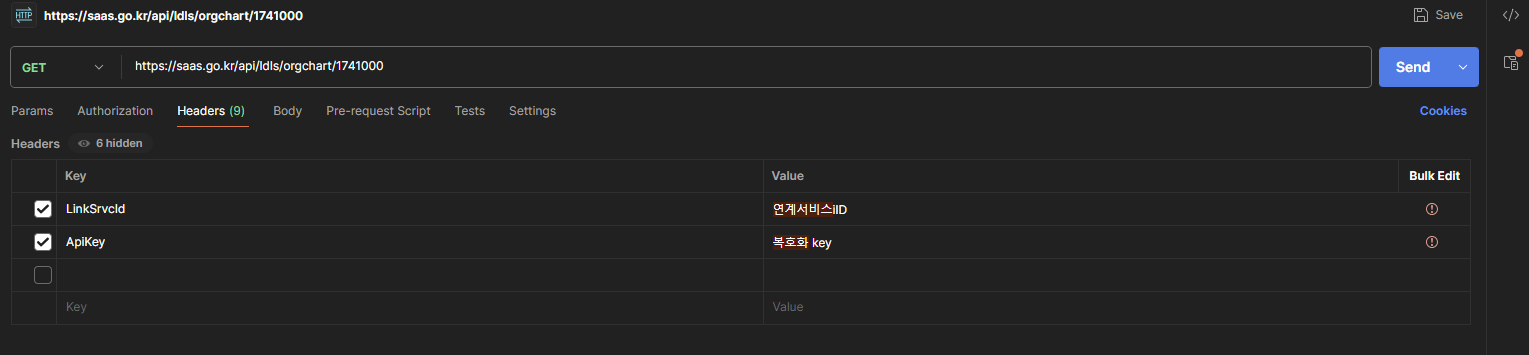 HTTP https://saas.go.kr/api/ldls/orgchart/1741000 Save
GET https://saas.go.kr/api/ldls/orgchart/1741000 Send
Params Authorization Headers (9) Body Pre-request Script Tests Settings Cookies
Headers 6 hidden
Key Value Bulk Edit
LinkSrvcId 연계서비스iID
ApiKey 복호화 key
Key Value